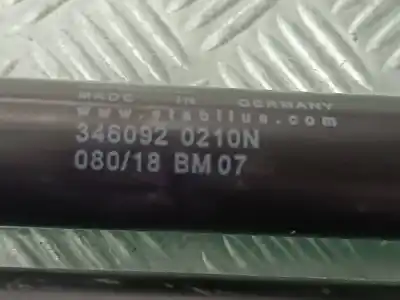 MADE IN GERMANY
www.stabilus.com
346092 0210N
080/18 BM07